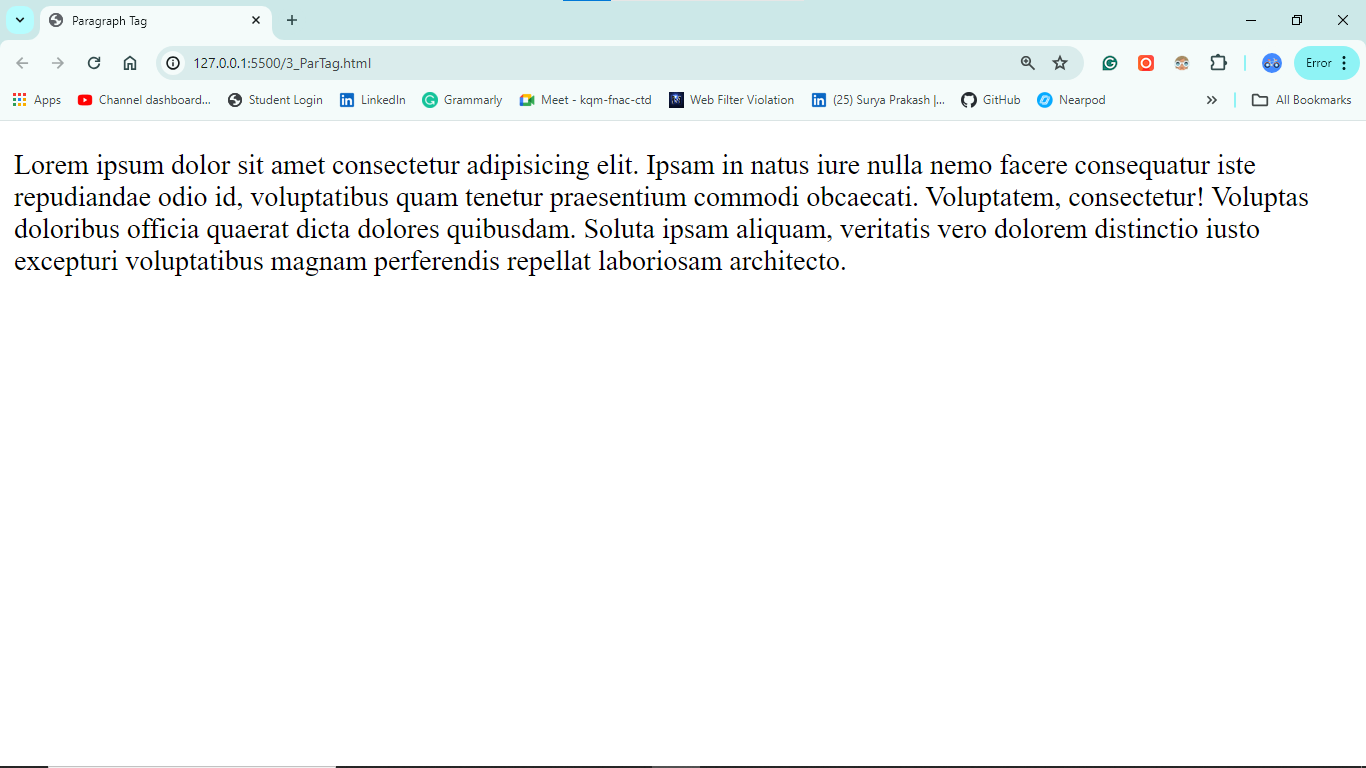 Paragraph Tag
127.0.0.1:5500/3_ParTag.html
Error
Apps
Channel dashboard...
Student Login
LinkedIn
Grammarly
Meet - kqm-fnac-ctd
Web Filter Violation
(25) Surya Prakash |...
GitHub
Nearpod
All Bookmarks
Lorem ipsum dolor sit amet consectetur adipisicing elit. Ipsam in natus iure nulla nemo facere consequatur iste
repudiandae odio id, voluptatibus quam tenetur praesentium commodi obcaecati. Voluptatem, consectetur! Voluptas
doloribus officia quaerat dicta dolores quibusdam. Soluta ipsam aliquam, veritatis vero dolorem distinctio iusto
excepturi voluptatibus magnam perferendis repellat laboriosam architecto.